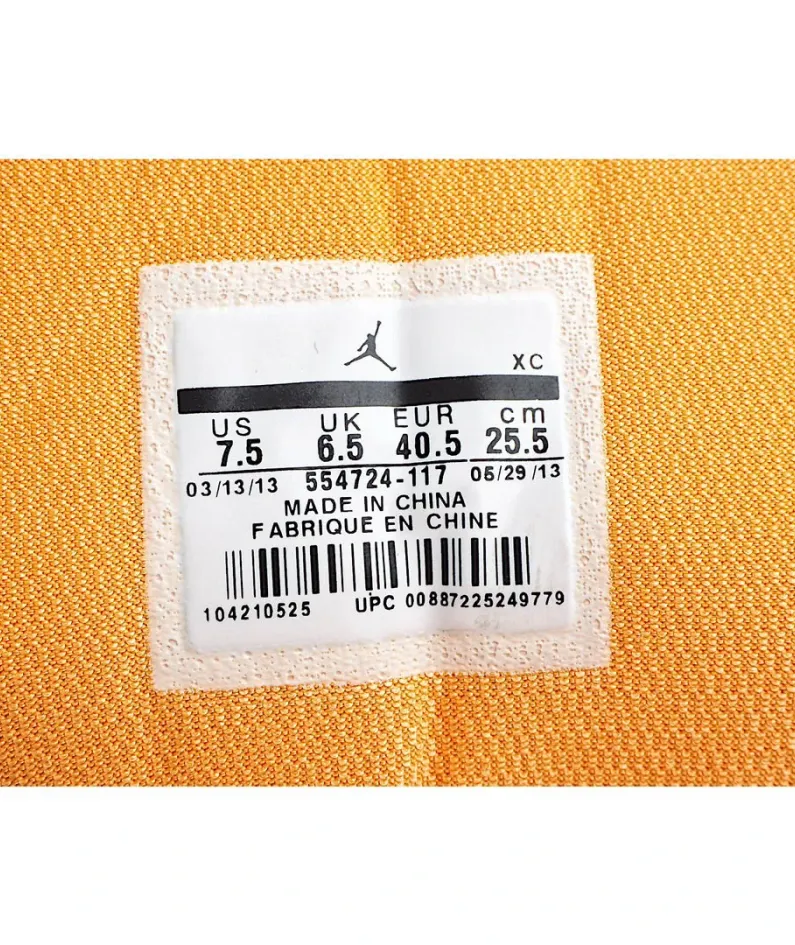 XC
US UK EUR cm
7.5 6.5 40.5 25.5
03/13/13 554724-117 05/29/13
MADE IN CHINA
FABRIQUE EN CHINE
104210525 UPC 00887225249779